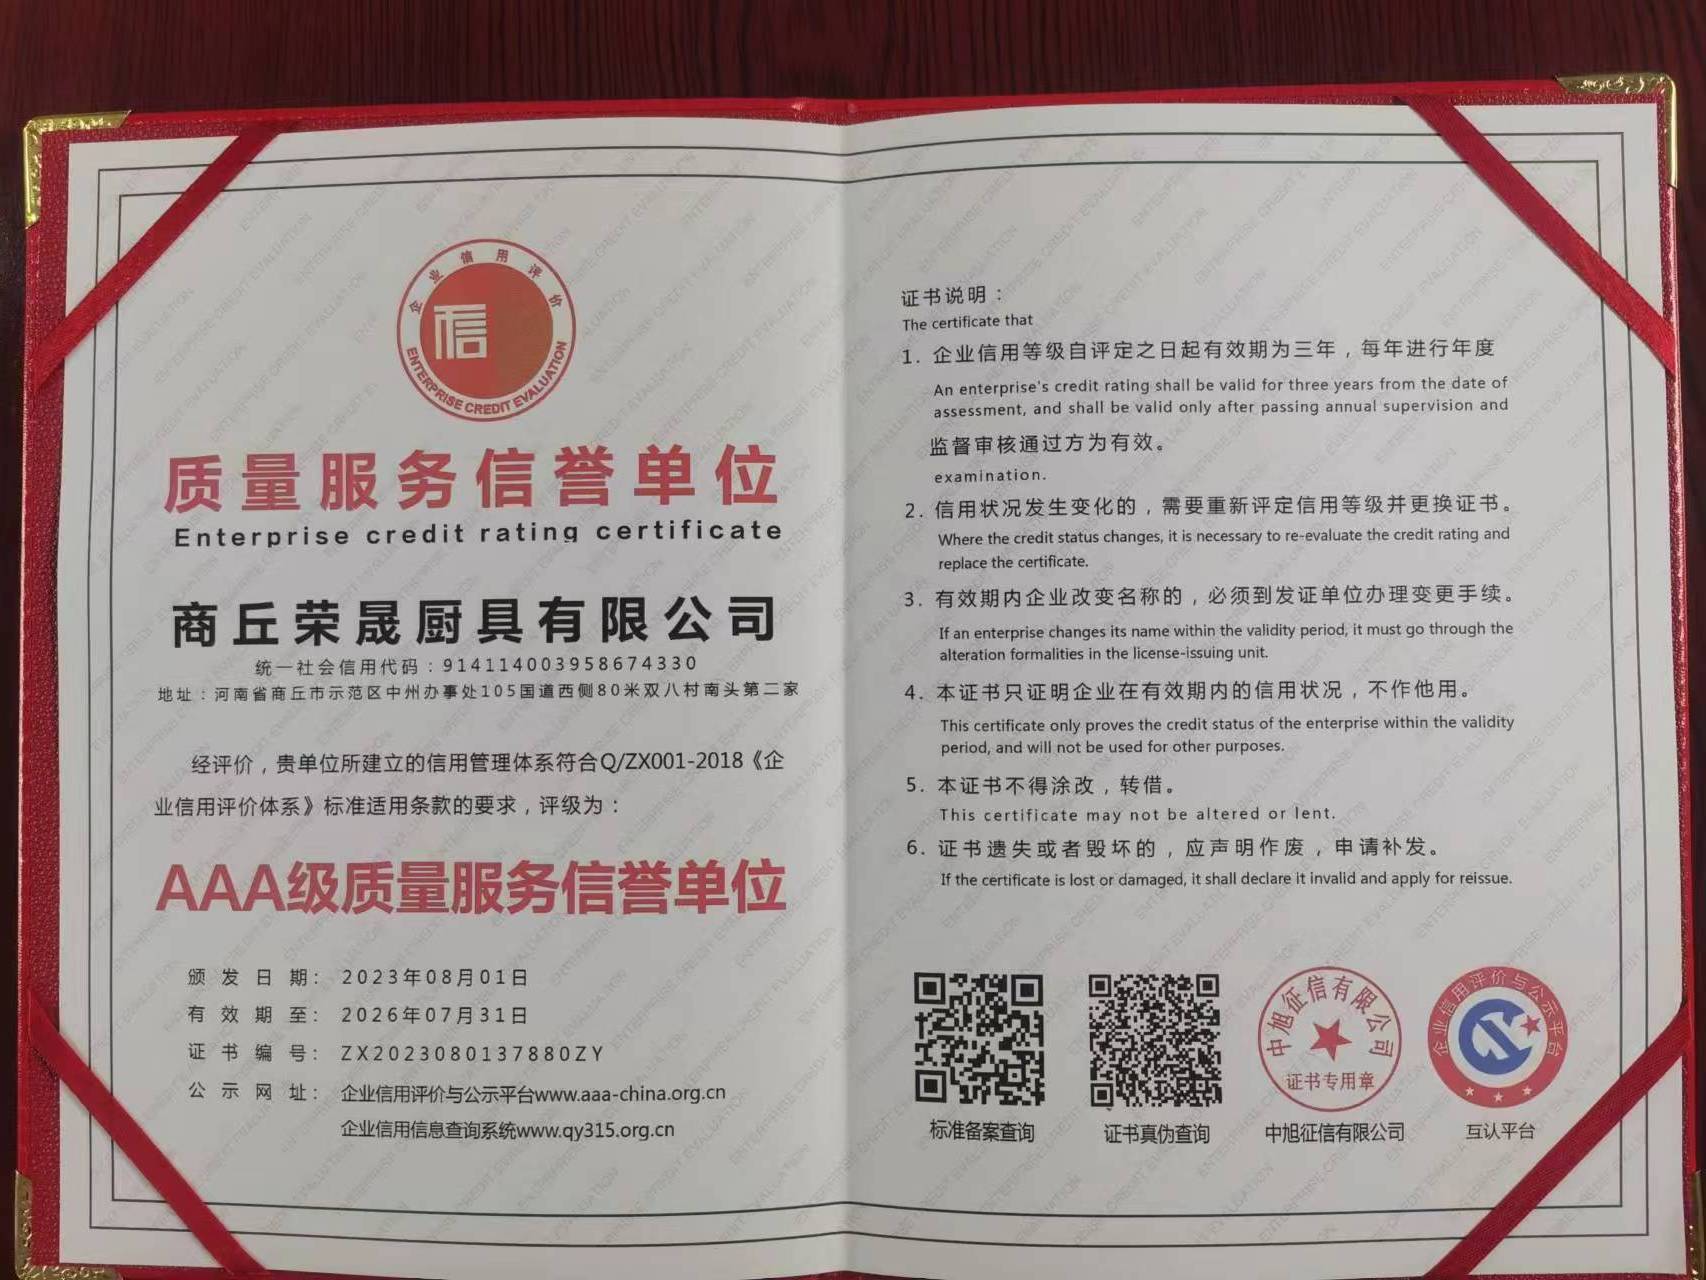 企业信用评价
信
ENTERPRISE CREDIT EVALUATION
质量服务信誉单位
Enterprise credit rating certificate
商丘荣晟厨具有限公司
统一社会信用代码：914114003958674330
地址：河南省商丘市示范区中州办事处105国道西侧80米双八村南头第二家
经评价，贵单位所建立的信用管理体系符合Q/ZX001-2018《企
业信用评价体系》标准适用条款的要求，评级为：
AAA级质量服务信誉单位
颁发日期：2023年08月01日
有效期至：2026年07月31日
证书编号：ZX2023080137880ZY
公示网址：企业信用评价与公示平台www.aaa-china.org.cn
企业信用信息查询系统www.qy315.org.cn
证书说明：
The certificate that
1. 企业信用等级自评定之日起有效期为三年，每年进行年度
An enterprise's credit rating shall be valid for three years from the date of
assessment, and shall be valid only after passing annual supervision and
监督审核通过方为有效。
examination.
2. 信用状况发生变化的，需要重新评定信用等级并更换证书。
Where the credit status changes, it is necessary to re-evaluate the credit rating and
replace the certificate.
3. 有效期内企业改变名称的，必须到发证单位办理变更手续。
If an enterprise changes its name within the validity period, it must go through the
alteration formalities in the license-issuing unit.
4. 本证书只证明企业在有效期内的信用状况，不作他用。
This certificate only proves the credit status of the enterprise within the validity
period, and will not be used for other purposes.
5. 本证书不得涂改，转借。
This certificate may not be altered or lent.
6. 证书遗失或者毁坏的，应声明作废，申请补发。
If the certificate is lost or damaged, it shall declare it invalid and apply for reissue.
中旭征信有限公司
证书专用章
企业信用评价与公示平台
标准备案查询
证书真伪查询
中旭征信有限公司
互认平台